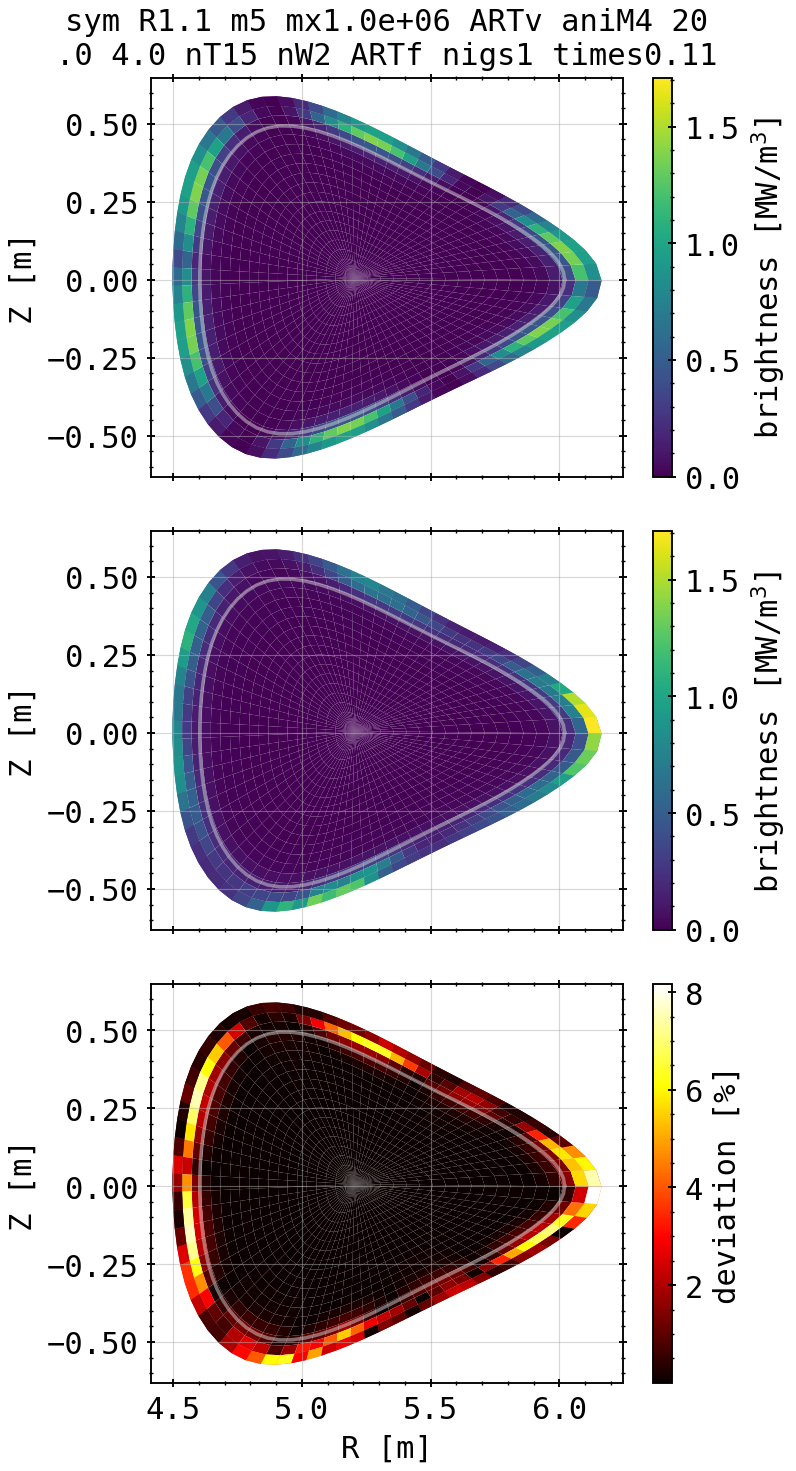 sym R1.1 m5 mx1.0e+06 ARTv aniM4 20
.0 4.0 nT15 nW2 ARTf nigs1 times0.11
0.50
0.25
0.00
−0.25
−0.50
Z [m]
1.5
1.0
0.5
0.0
brightness [MW/m³]
0.50
0.25
0.00
−0.25
−0.50
Z [m]
1.5
1.0
0.5
0.0
brightness [MW/m³]
0.50
0.25
0.00
−0.25
−0.50
Z [m]
8
6
4
2
deviation [%]
4.5 5.0 5.5 6.0
R [m]